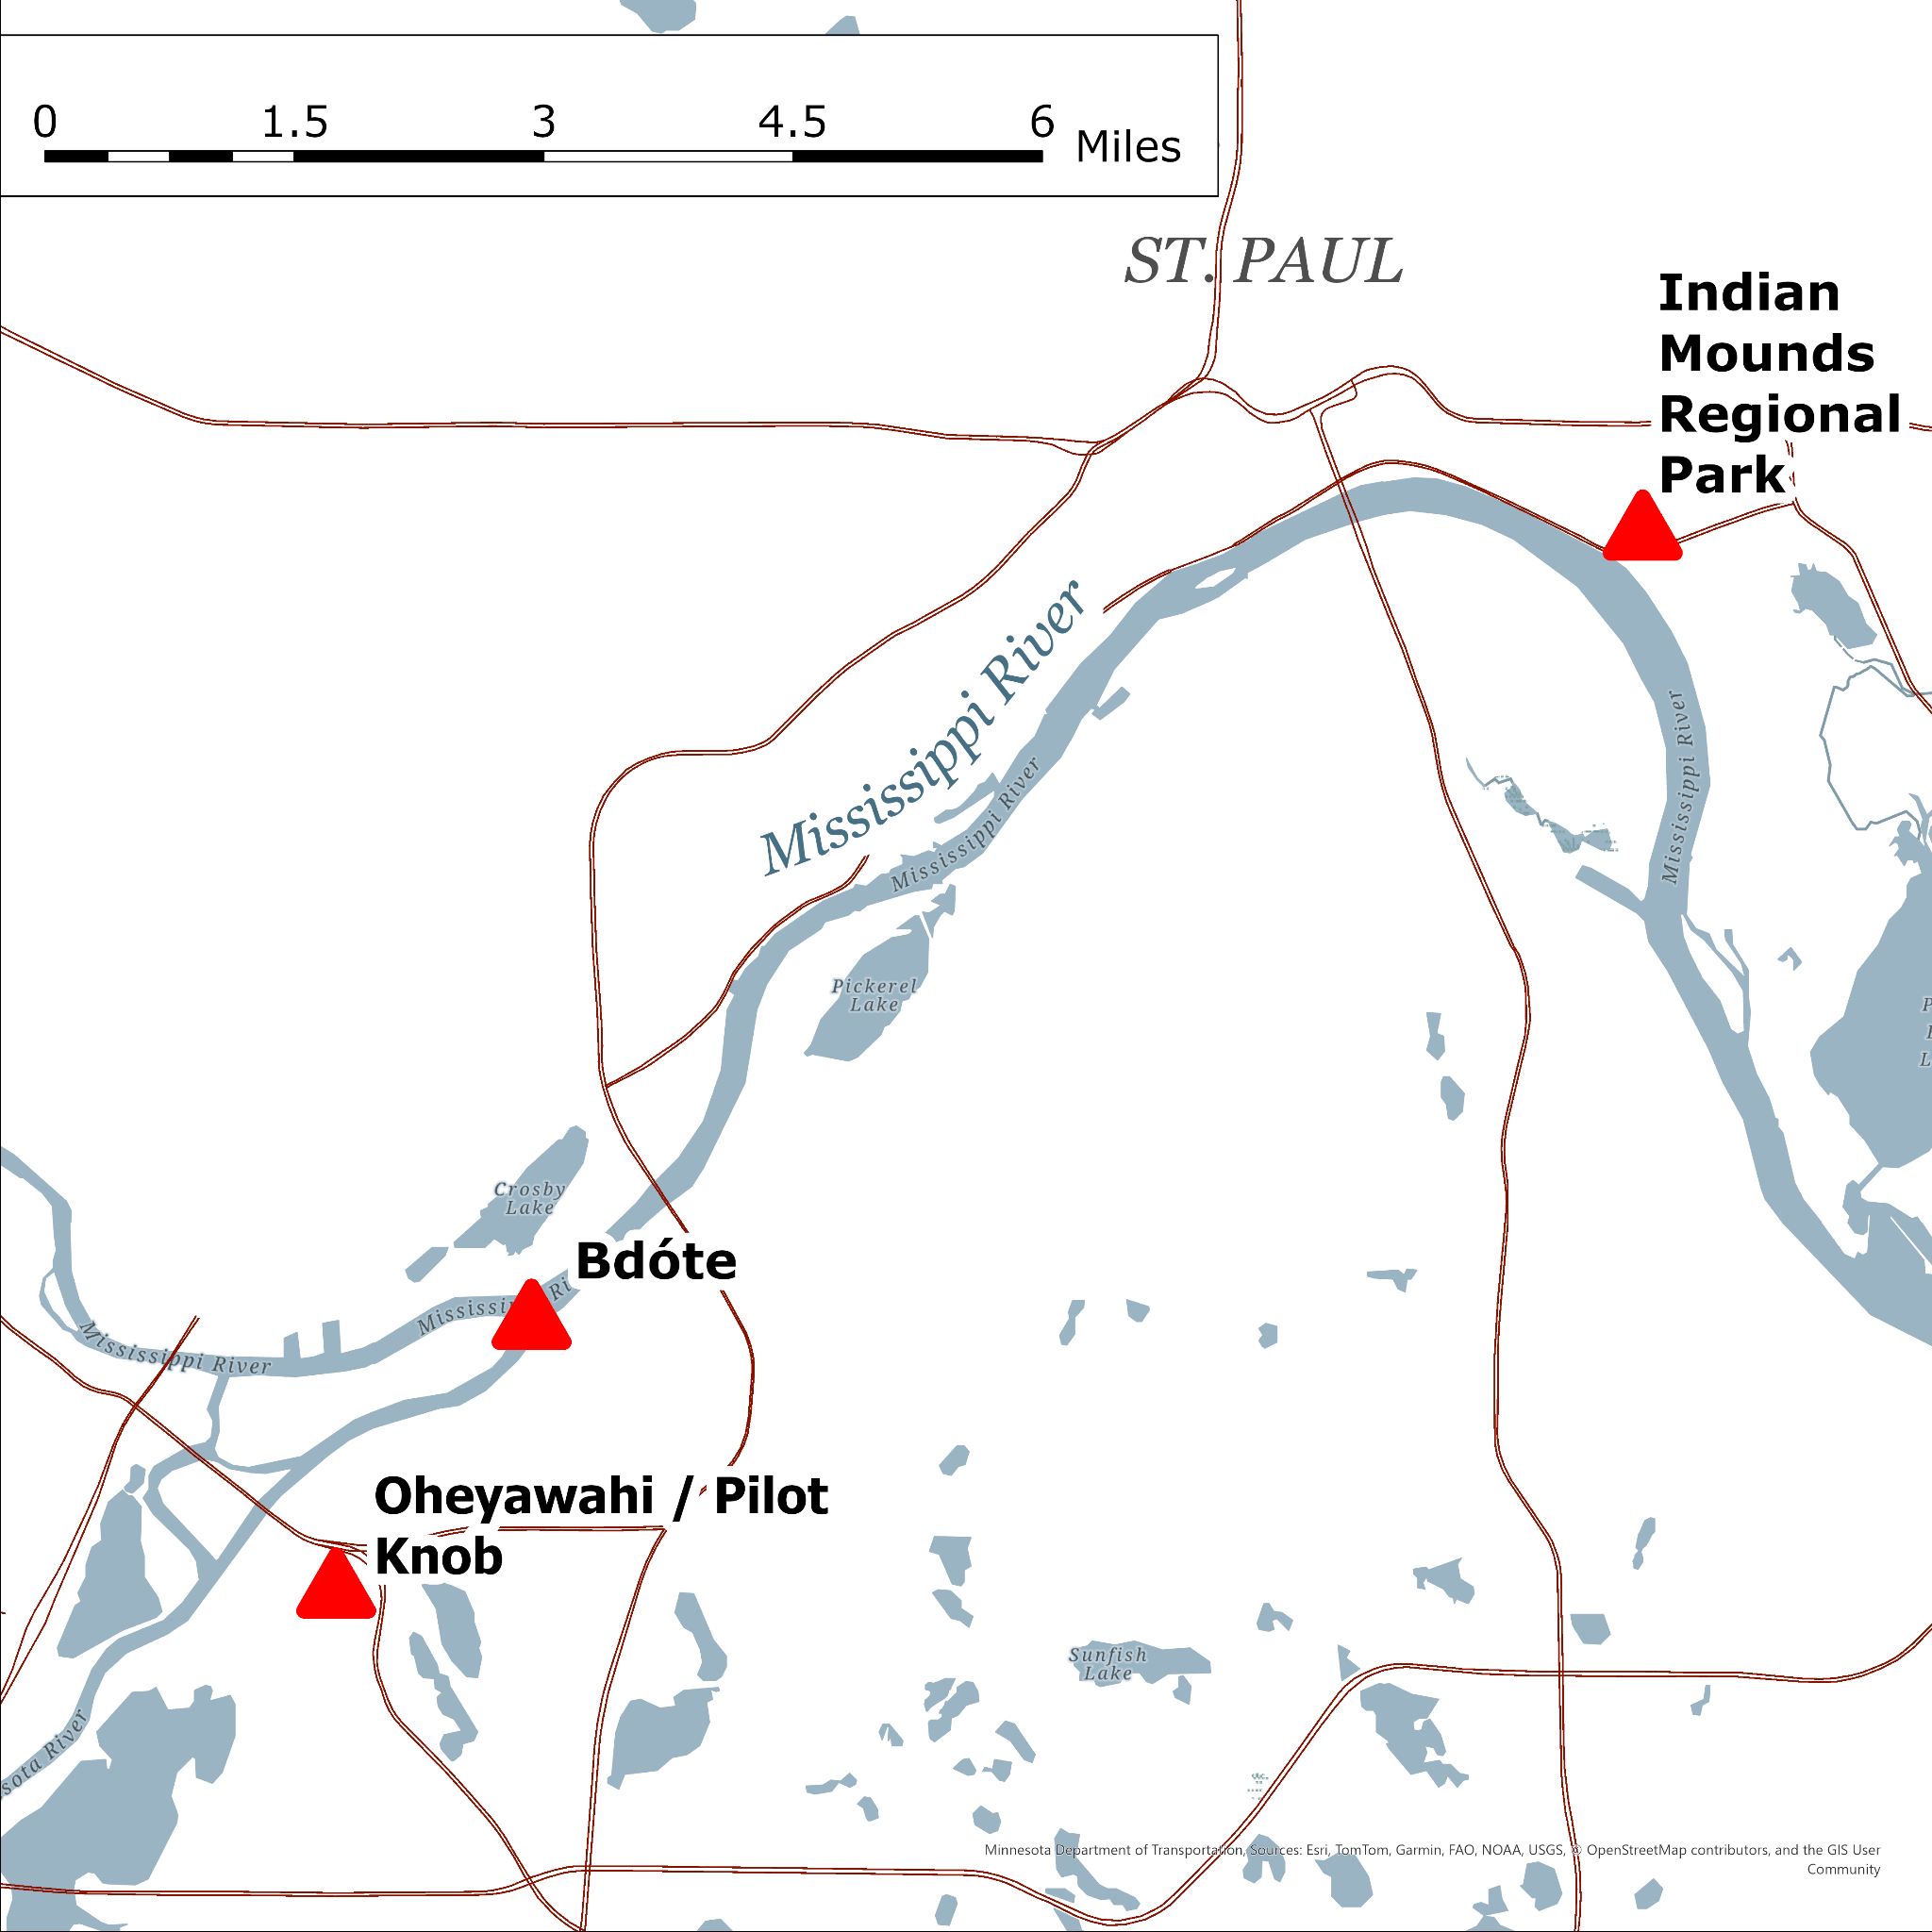 0 1.5 3 4.5 6 Miles
ST. PAUL
Indian
Mounds
Regional
Park
Mississippi River
Mississippi River
Mississippi River
Pickerel
Lake
Crosby
Lake
Bdóte
Mississippi River
Oheyawahi / Pilot
Knob
Sunfish
Lake
Minnesota Department of Transportation, Sources: Esri, TomTom, Garmin, FAO, NOAA, USGS, © OpenStreetMap contributors, and the GIS User
Community